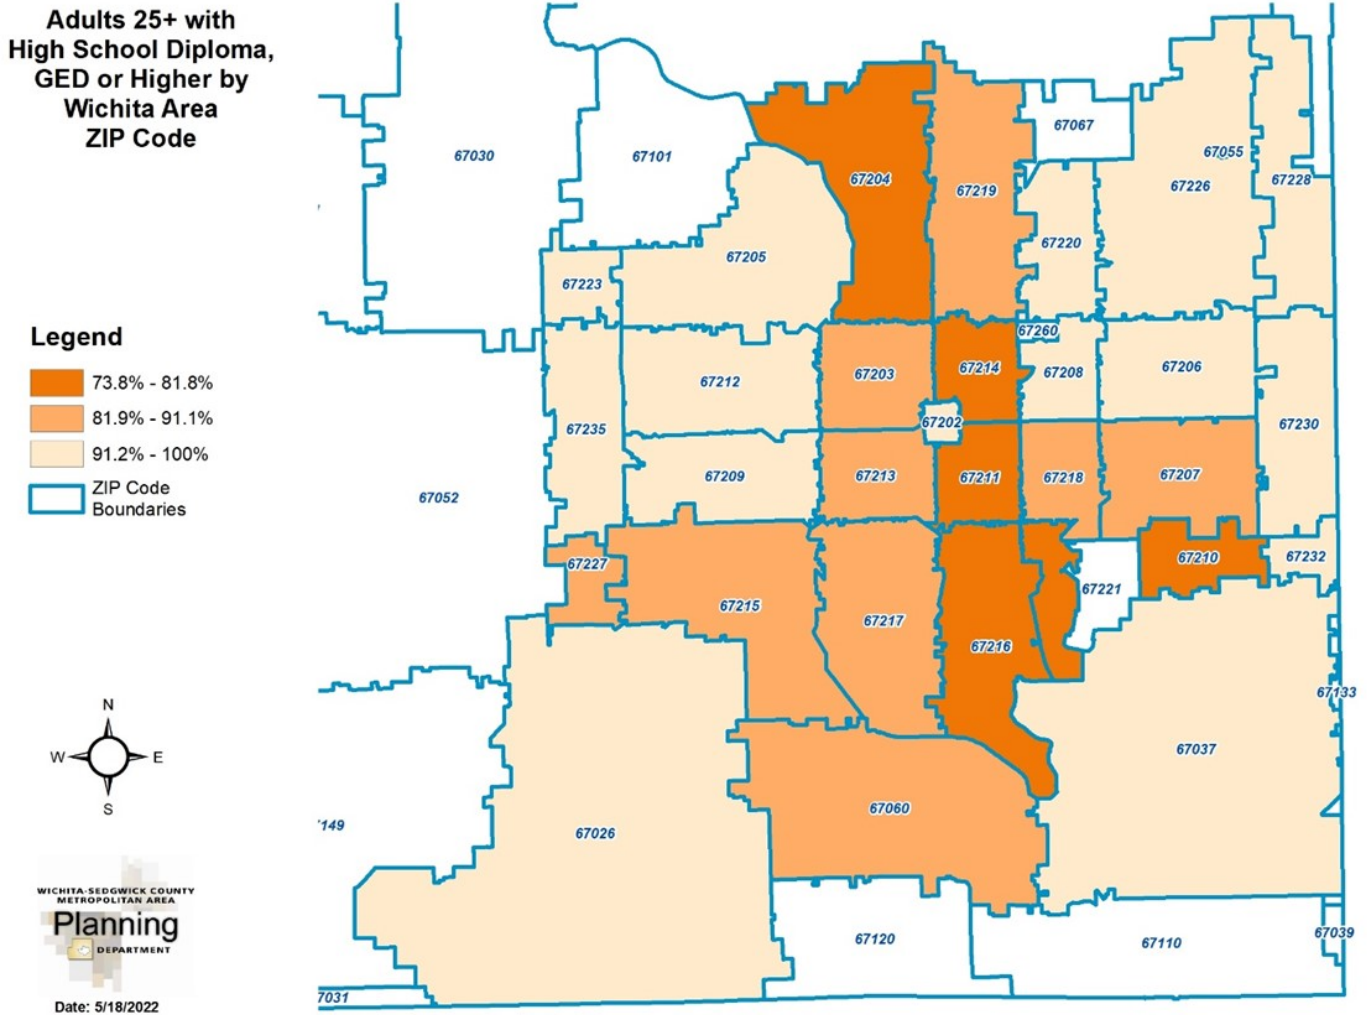 Adults 25+ with
High School Diploma,
GED or Higher by
Wichita Area
ZIP Code
Legend
73.8% - 81.8%
81.9% - 91.1%
91.2% - 100%
ZIP Code
Boundaries
N
W E
S
WICHITA-SEDGWICK COUNTY
METROPOLITAN AREA
Planning
DEPARTMENT
Date: 5/18/2022
67067
67030
67101
67055
67204
67228
67226
67219
67220
67205
67223
67260
67206
67214
67208
67203
67212
67202
67230
67235
67207
67209
67213
67211
67218
67052
67232
67210
67227
67221
67215
67217
67216
67133
67037
67060
149
67026
67039
67120
67110
7031